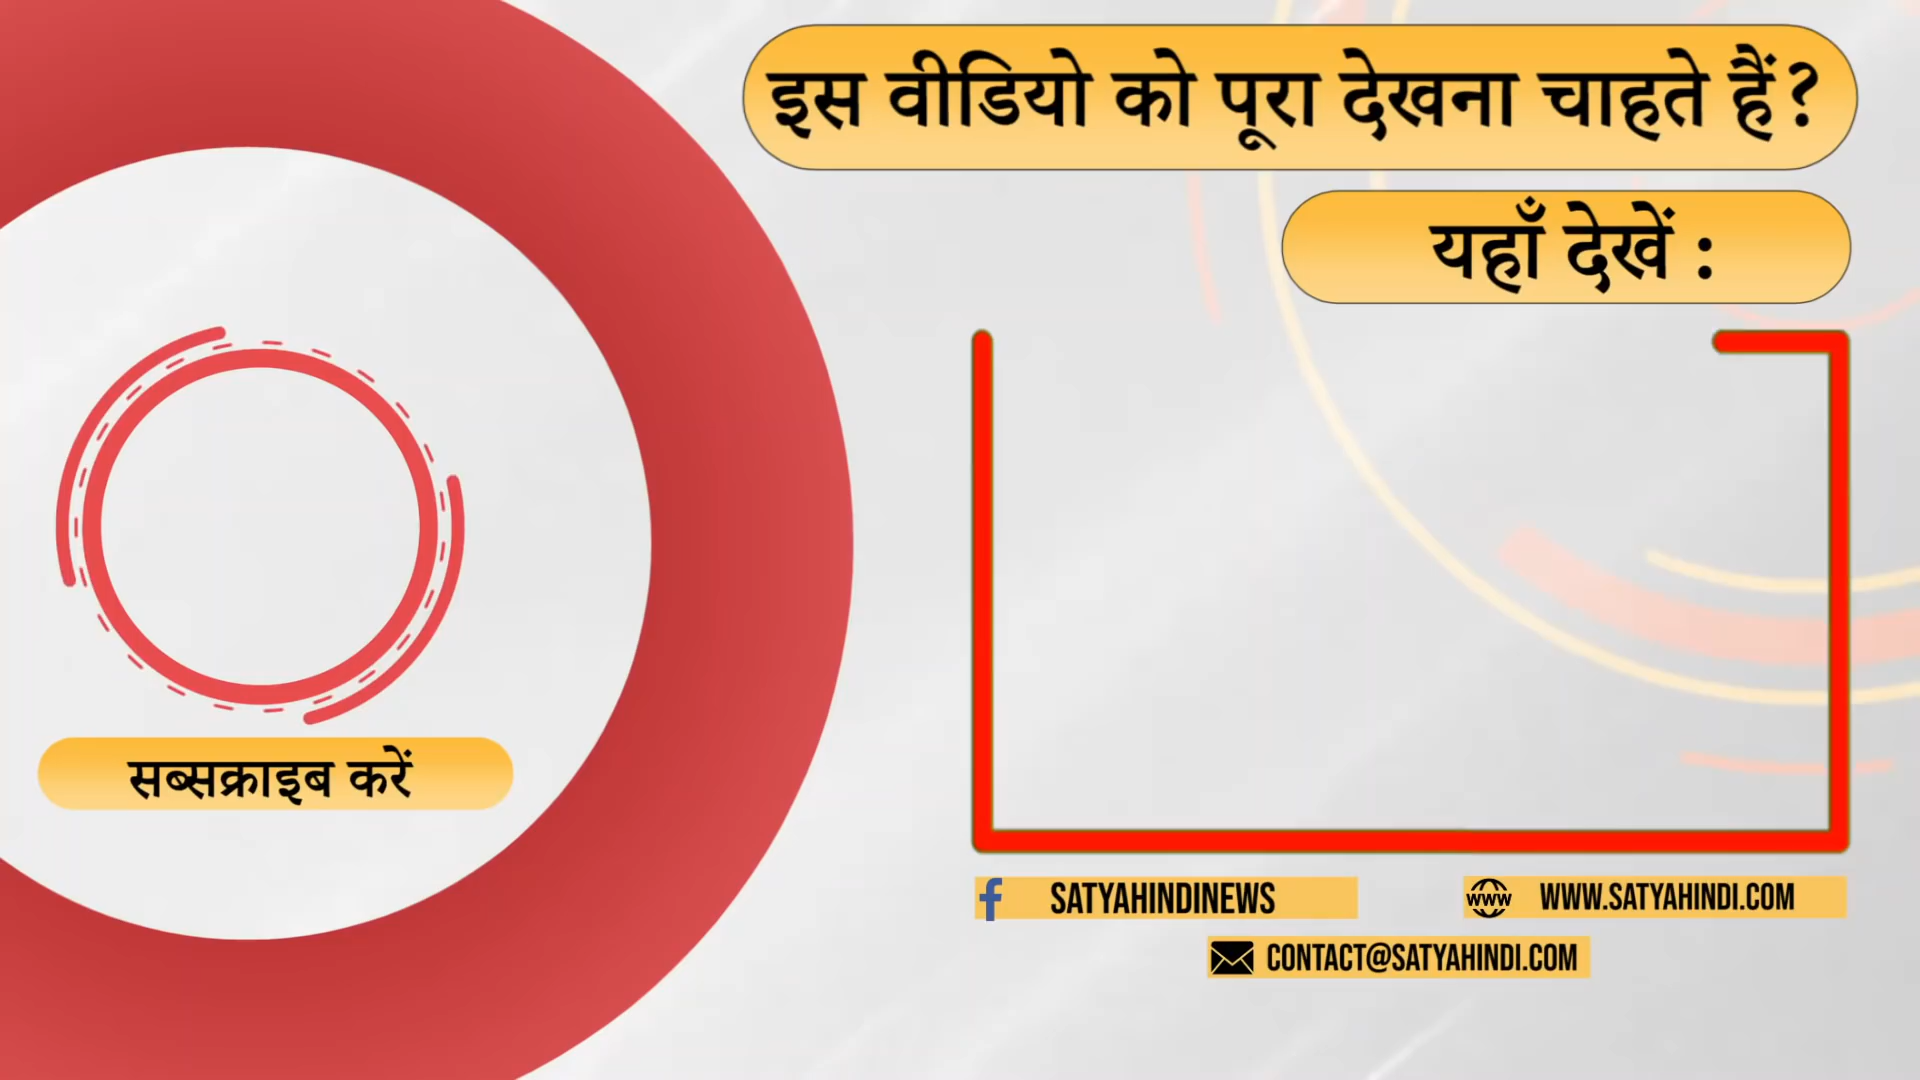 इस वीडियो को पूरा देखना चाहते हैं?
यहाँ देखें :
सब्सक्राइब करें
SATYAHINDINEWS
WWW.SATYAHINDI.COM
CONTACT@SATYAHINDI.COM